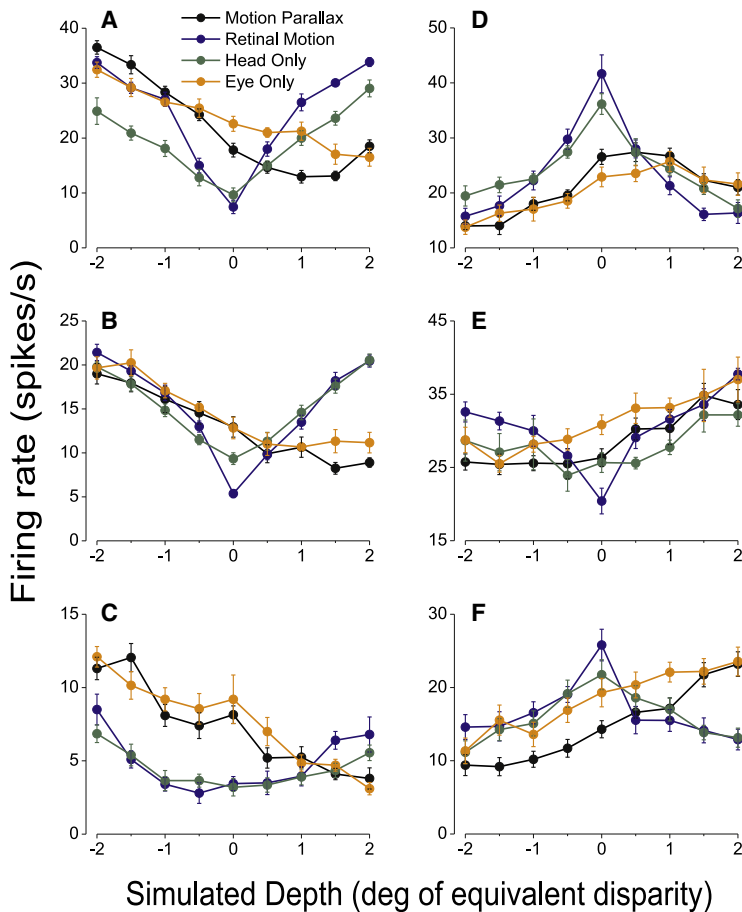 A
Motion Parallax
Retinal Motion
Head Only
Eye Only
40
30
20
10
0
-2 -1 0 1 2
D
50
40
30
20
10
-2 -1 0 1 2
B
25
20
15
10
5
0
-2 -1 0 1 2
E
45
35
25
15
-2 -1 0 1 2
C
15
10
5
0
-2 -1 0 1 2
F
30
20
10
0
-2 -1 0 1 2
Firing rate (spikes/s)
Simulated Depth (deg of equivalent disparity)